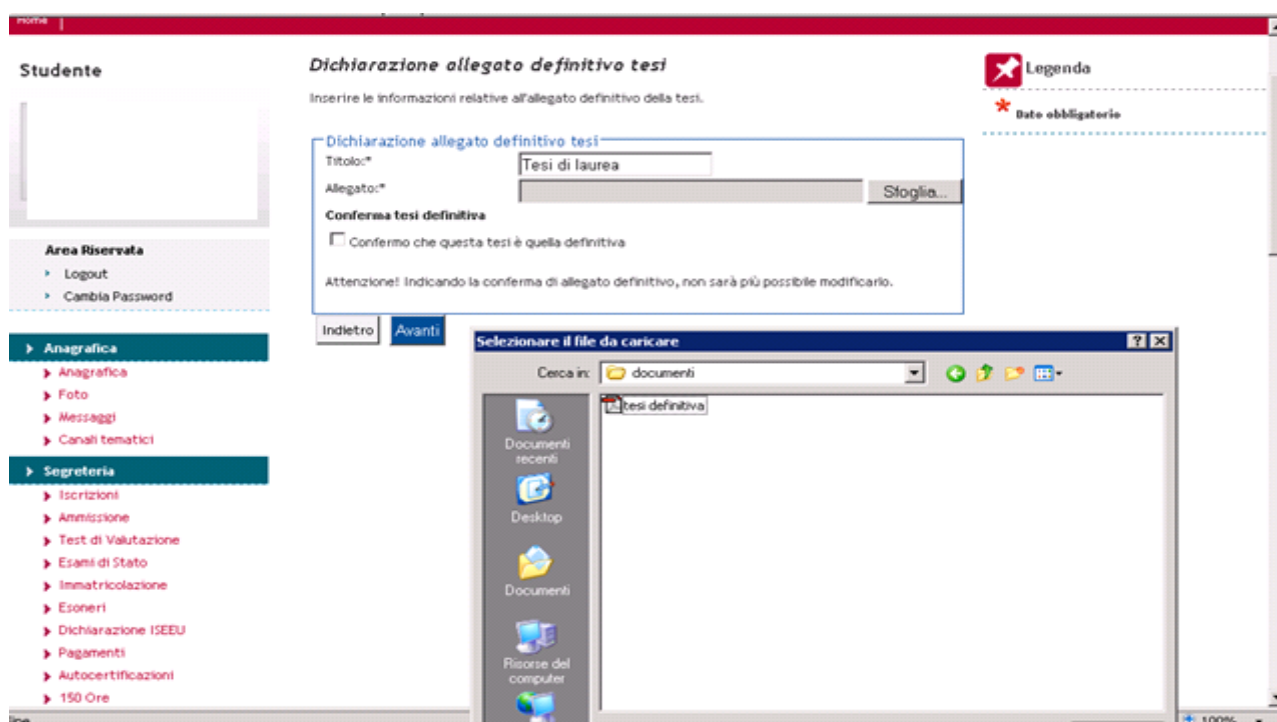 Home |
Studente
Area Riservata
Logout
Cambia Password
Anagrafica
Anagrafica
Foto
Messaggi
Canali tematici
Segreteria
Iscrizioni
Ammissione
Test di Valutazione
Esami di Stato
Immatricolazione
Esoneri
Dichiarazione ISEEU
Pagamenti
Autocertificazioni
150 Ore
Dichiarazione allegato definitivo tesi
Inserire le informazioni relative all'allegato definitivo della tesi.
Dichiarazione allegato definitivo tesi
Titolo:* Tesi di laurea
Allegato:* Sfoglia...
Conferma tesi definitiva
Confermo che questa tesi è quella definitiva
Attenzione! Indicando la conferma di allegato definitivo, non sarà più possibile modificarlo.
Indietro Avanti
Legenda
* Dato obbligatorio
Selezionare il file da caricare
Cerca in: documenti
tesi definitiva
Documenti
recenti
Desktop
Documenti
Risorse del
computer
100%